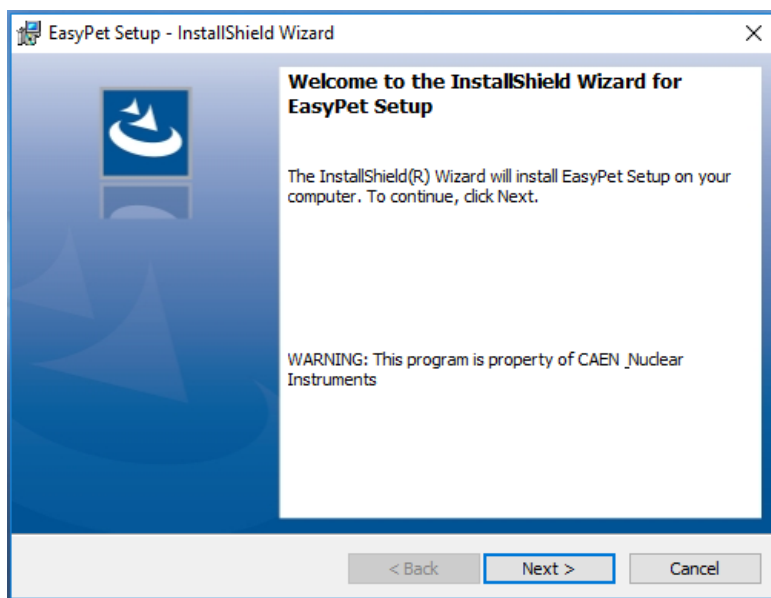 EasyPet Setup - InstallShield Wizard
Welcome to the InstallShield Wizard for
EasyPet Setup
The InstallShield(R) Wizard will install EasyPet Setup on your
computer. To continue, click Next.
WARNING: This program is property of CAEN _Nuclear
Instruments
< Back Next > Cancel